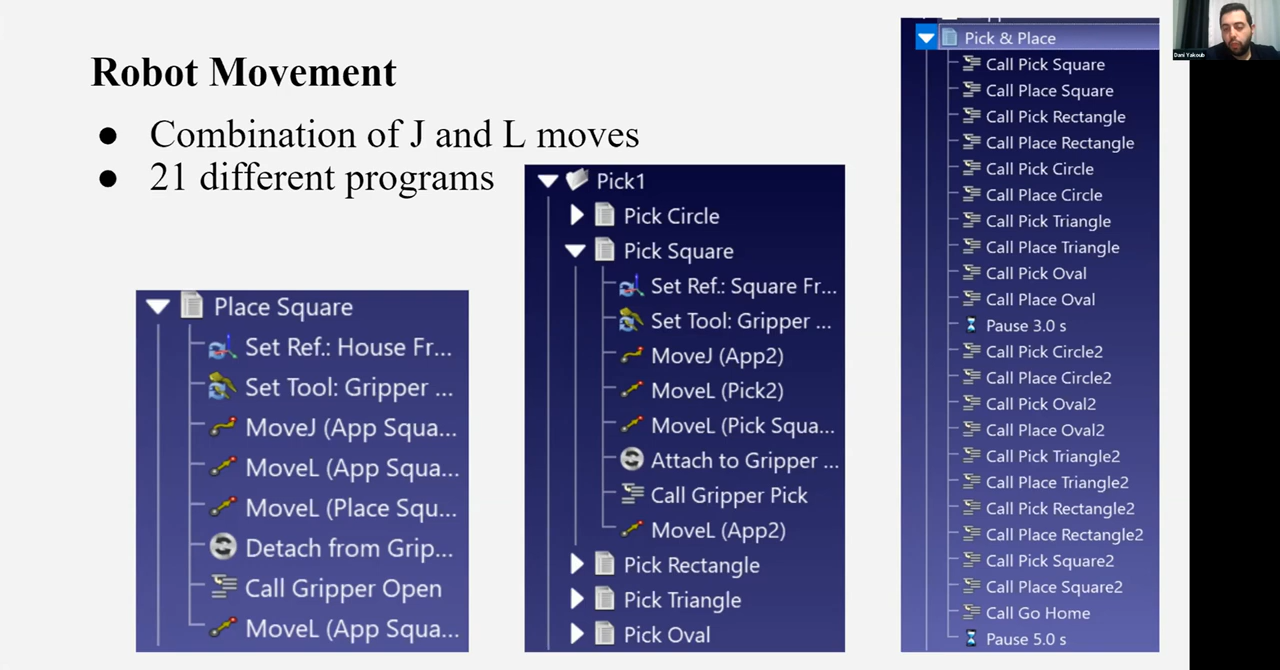 Robot Movement
● Combination of J and L moves
● 21 different programs
Place Square
Set Ref.: House Fr...
Set Tool: Gripper ...
MoveJ (App Squa...
MoveL (App Squa...
MoveL (Place Squ...
Detach from Grip...
Call Gripper Open
MoveL (App Squa...
Pick1
Pick Circle
Pick Square
Set Ref.: Square Fr...
Set Tool: Gripper ...
MoveJ (App2)
MoveL (Pick2)
MoveL (Pick Squa...
Attach to Gripper ...
Call Gripper Pick
MoveL (App2)
Pick Rectangle
Pick Triangle
Pick Oval
Pick & Place
Call Pick Square
Call Place Square
Call Pick Rectangle
Call Place Rectangle
Call Pick Circle
Call Place Circle
Call Pick Triangle
Call Place Triangle
Call Pick Oval
Call Place Oval
Pause 3.0 s
Call Pick Circle2
Call Place Circle2
Call Pick Oval2
Call Place Oval2
Call Pick Triangle2
Call Place Triangle2
Call Pick Rectangle2
Call Place Rectangle2
Call Pick Square2
Call Place Square2
Call Go Home
Pause 5.0 s
Dani Yakoub